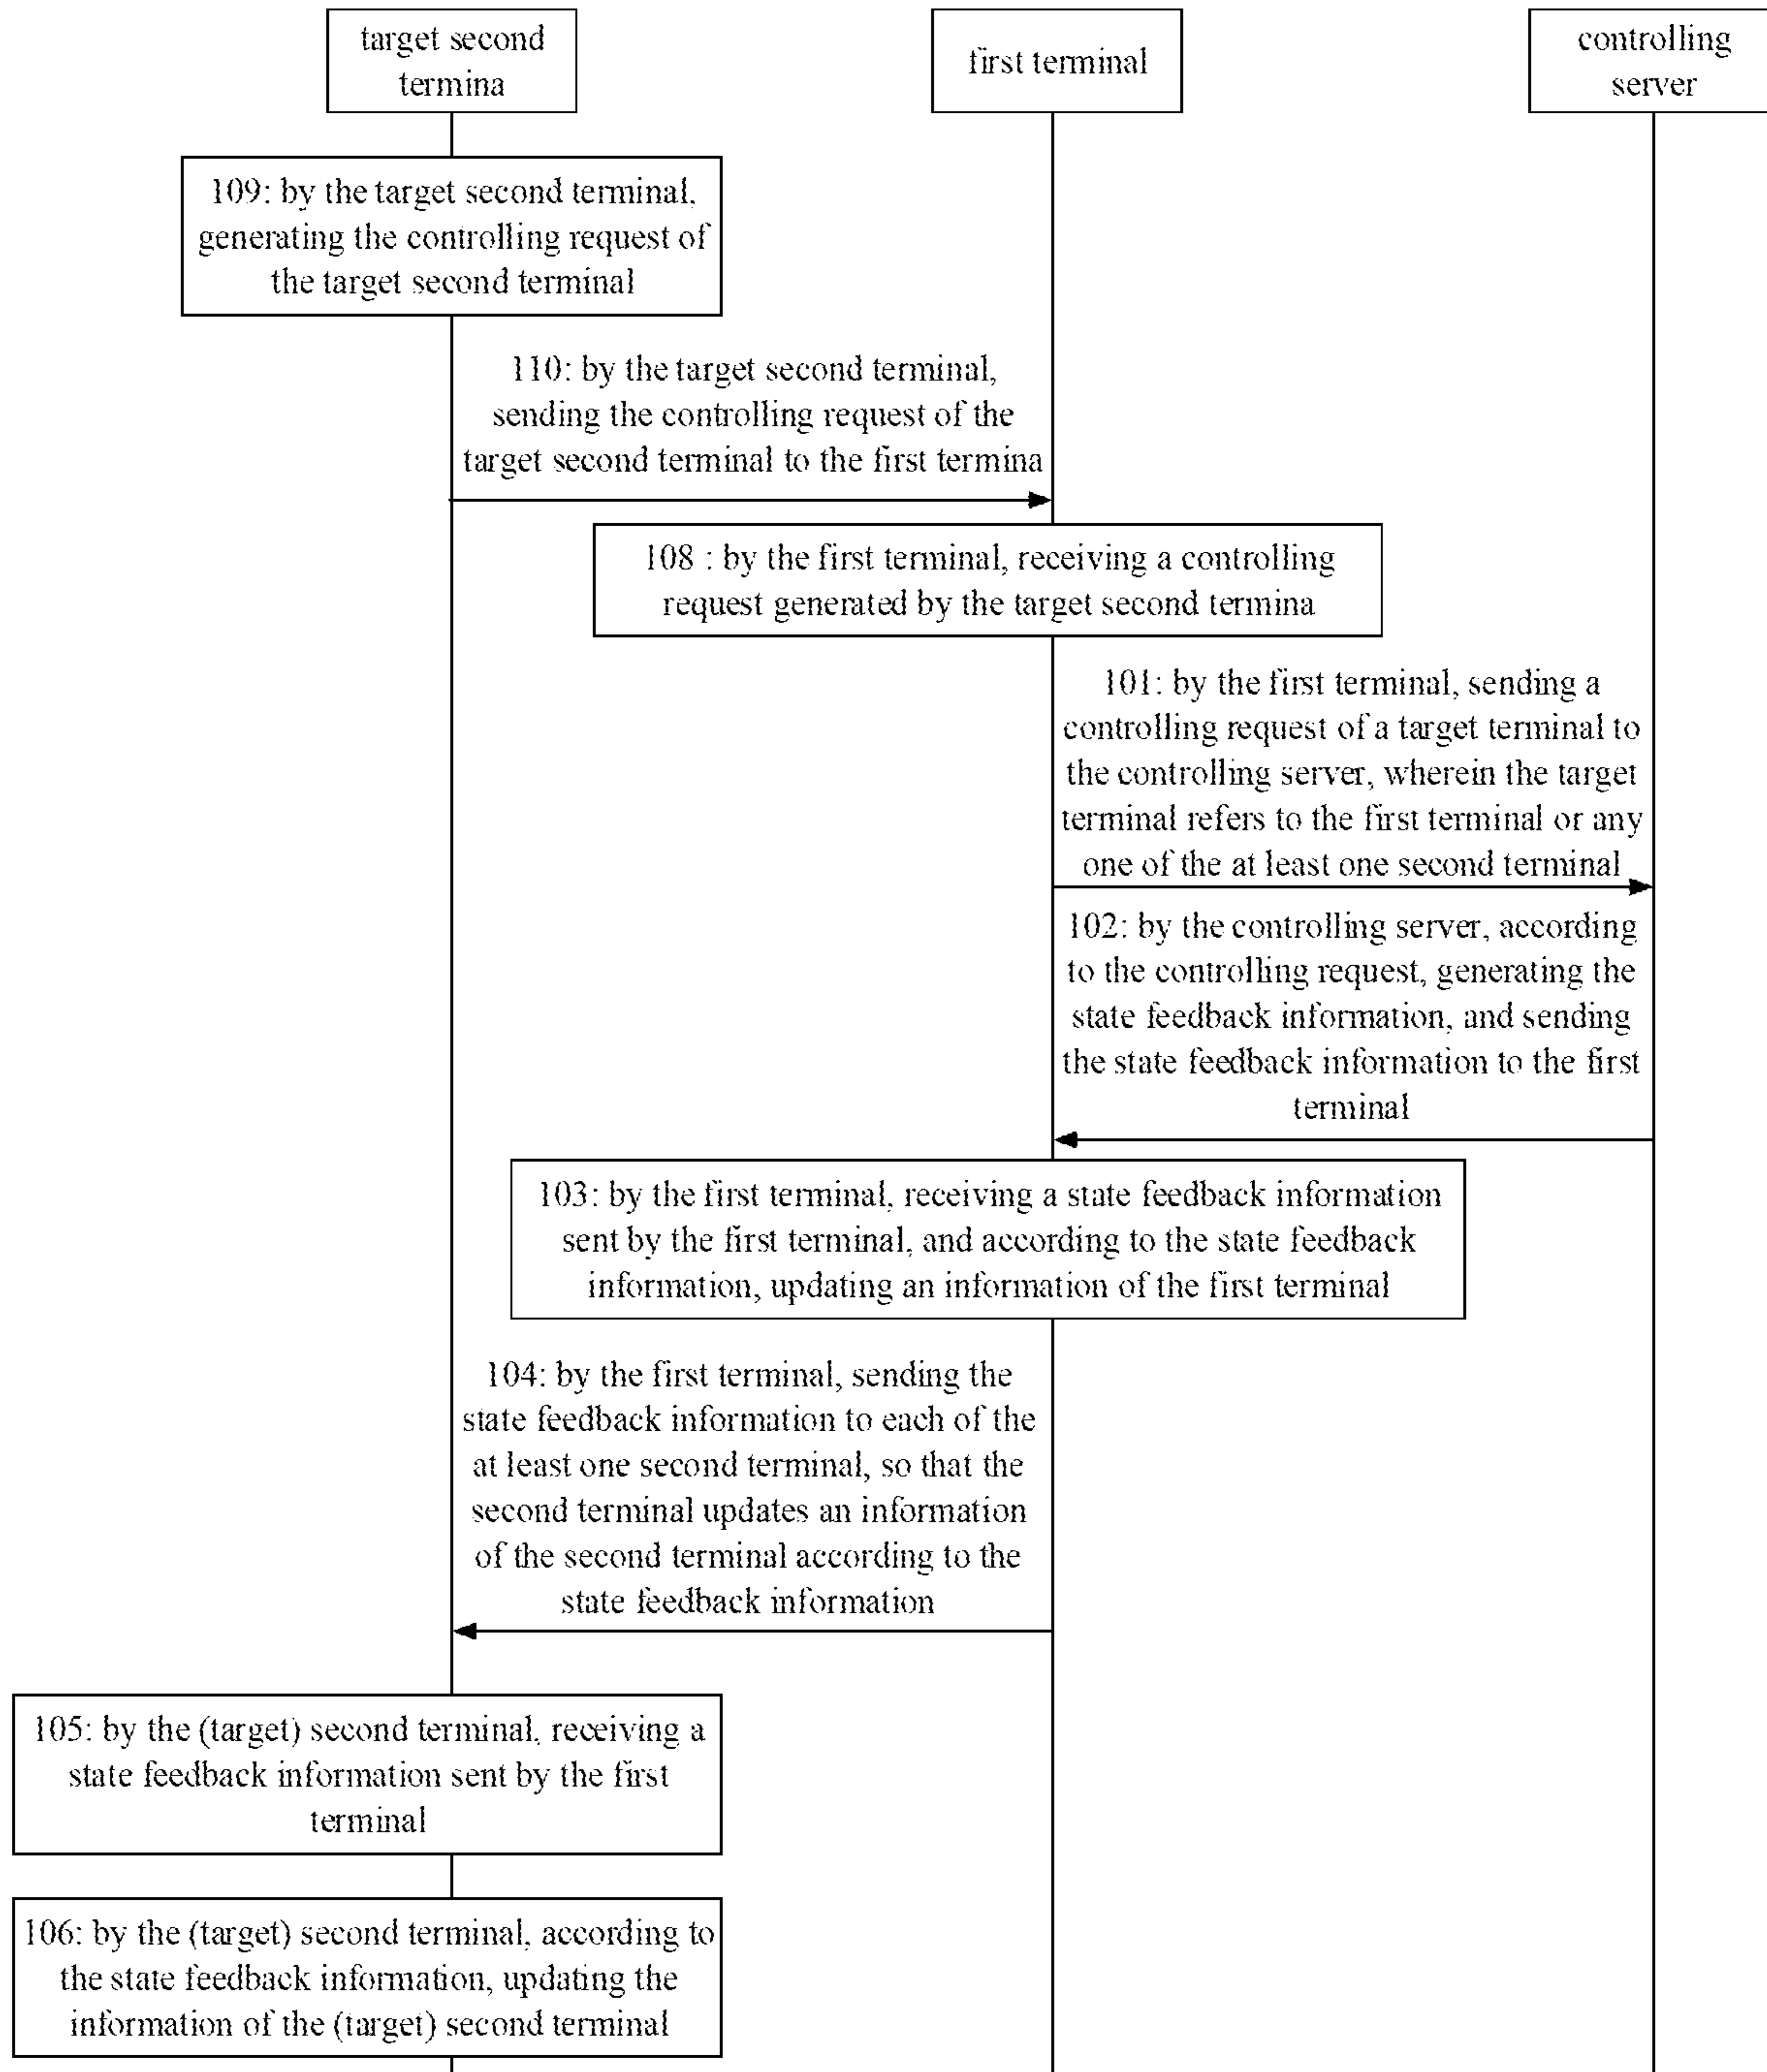 target second
termina
first terminal
controlling
server
109: by the target second terminal,
generating the controlling request of
the target second terminal
110: by the target second terminal,
sending the controlling request of the
target second terminal to the first termina
108 : by the first terminal, receiving a controlling
request generated by the target second termina
101: by the first terminal, sending a
controlling request of a target terminal to
the controlling server, wherein the target
terminal refers to the first terminal or any
one of the at least one second terminal
102: by the controlling server, according
to the controlling request, generating the
state feedback information, and sending
the state feedback information to the first
terminal
103: by the first terminal, receiving a state feedback information
sent by the first terminal, and according to the state feedback
information, updating an information of the first terminal
104: by the first terminal, sending the
state feedback information to each of the
at least one second terminal, so that the
second terminal updates an information
of the second terminal according to the
state feedback information
105: by the (target) second terminal, receiving a
state feedback information sent by the first
terminal
106: by the (target) second terminal, according to
the state feedback information, updating the
information of the (target) second terminal